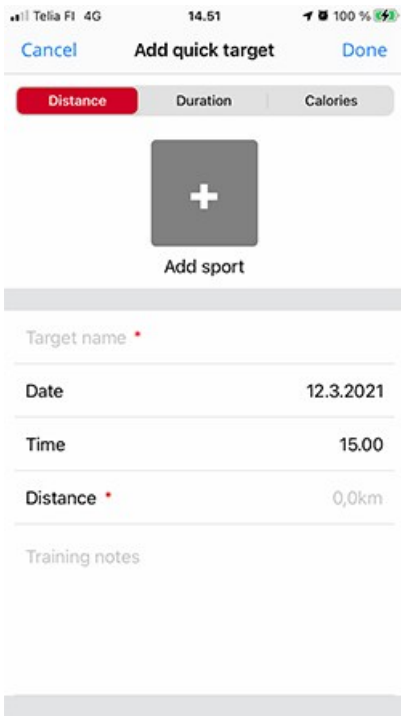 Telia FI 4G 14.51 100 %
Cancel Add quick target Done
Distance Duration Calories
Add sport
Target name *
Date 12.3.2021
Time 15.00
Distance * 0,0km
Training notes